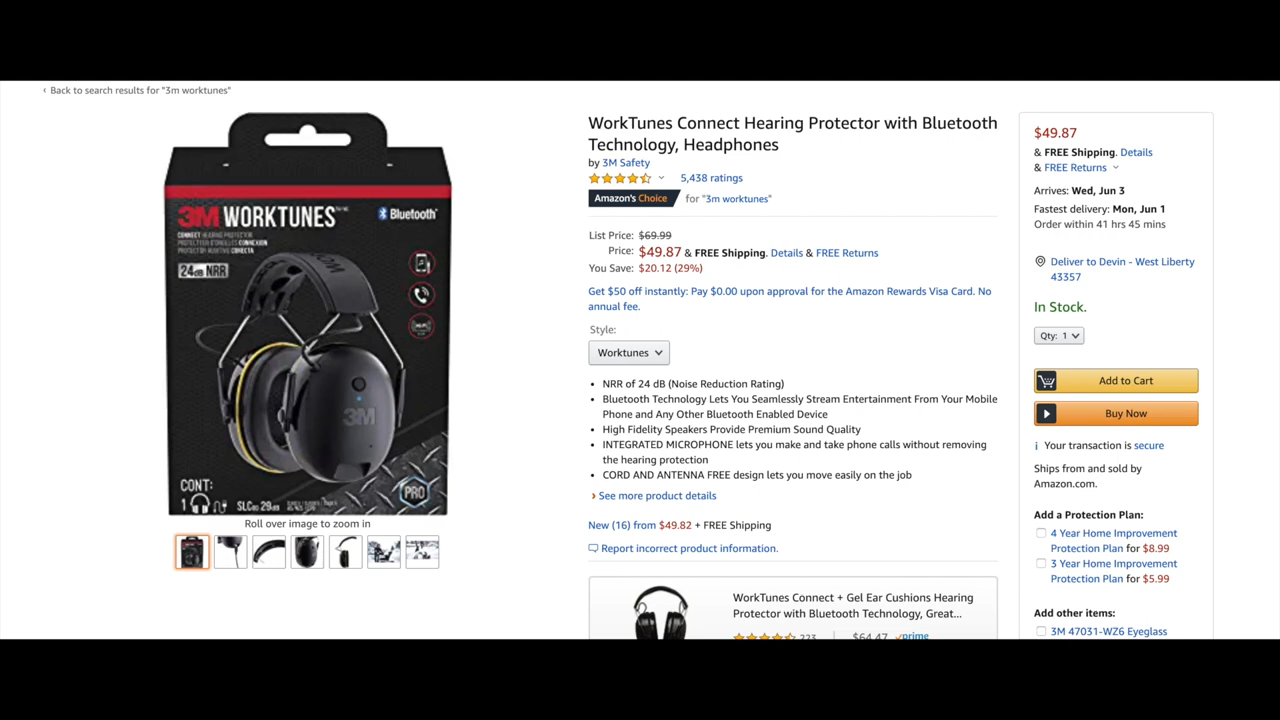 ‹ Back to search results for "3m worktunes"
3M WORKTUNES
Bluetooth
CONNECT HEARING PROTECTOR
24dB NRR
3M
CONT:
1
SLC80 29dB
PRO
Roll over image to zoom in
WorkTunes Connect Hearing Protector with Bluetooth
Technology, Headphones
by 3M Safety
5,438 ratings
Amazon's Choice for "3m worktunes"
List Price: $69.99
Price: $49.87 & FREE Shipping. Details & FREE Returns
You Save: $20.12 (29%)
Get $50 off instantly: Pay $0.00 upon approval for the Amazon Rewards Visa Card. No
annual fee.
Style:
Worktunes
• NRR of 24 dB (Noise Reduction Rating)
• Bluetooth Technology Lets You Seamlessly Stream Entertainment From Your Mobile
Phone and Any Other Bluetooth Enabled Device
• High Fidelity Speakers Provide Premium Sound Quality
• INTEGRATED MICROPHONE lets you make and take phone calls without removing
the hearing protection
• CORD AND ANTENNA FREE design lets you move easily on the job
› See more product details
New (16) from $49.82 + FREE Shipping
Report incorrect product information.
WorkTunes Connect + Gel Ear Cushions Hearing
Protector with Bluetooth Technology, Great...
223 | $64.47 prime
$49.87
& FREE Shipping. Details
& FREE Returns
Arrives: Wed, Jun 3
Fastest delivery: Mon, Jun 1
Order within 41 hrs 45 mins
Deliver to Devin - West Liberty
43357
In Stock.
Qty: 1
Add to Cart
Buy Now
Your transaction is secure
Ships from and sold by
Amazon.com.
Add a Protection Plan:
4 Year Home Improvement
Protection Plan for $8.99
3 Year Home Improvement
Protection Plan for $5.99
Add other items:
3M 47031-WZ6 Eyeglass